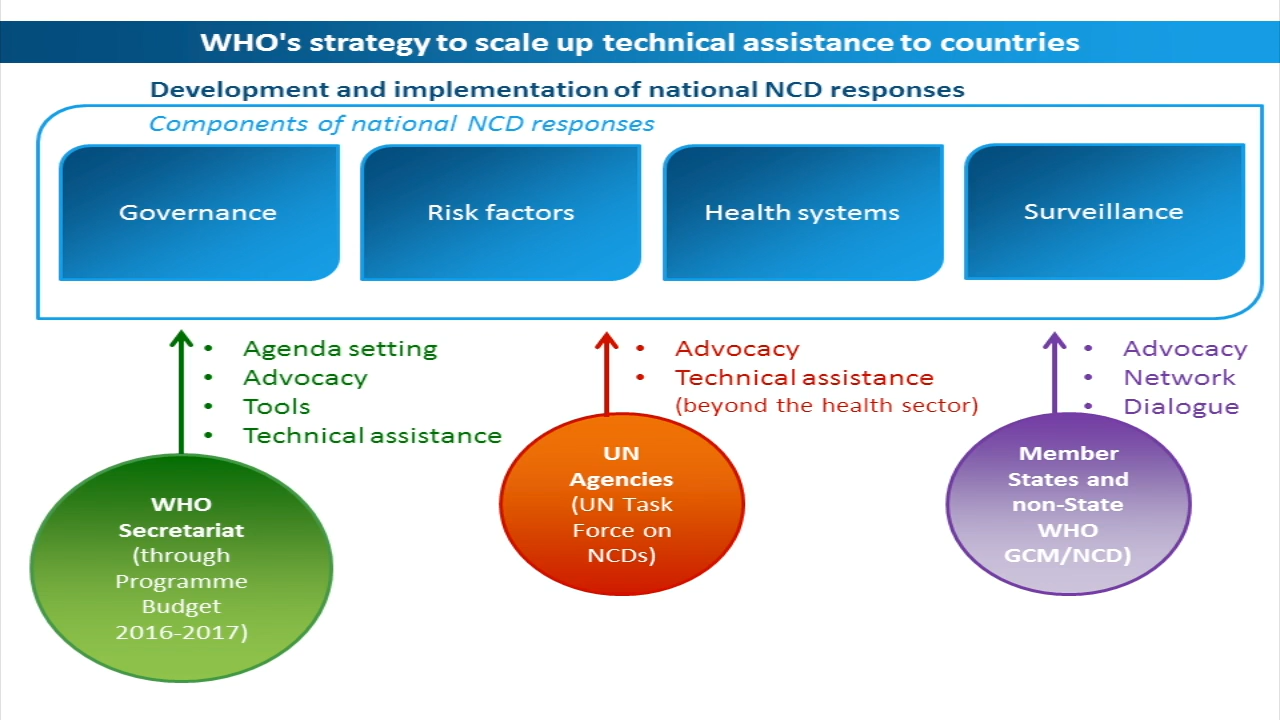 WHO's strategy to scale up technical assistance to countries
Development and implementation of national NCD responses
Components of national NCD responses
Governance
Risk factors
Health systems
Surveillance
• Agenda setting
• Advocacy
• Tools
• Technical assistance
• Advocacy
• Technical assistance
(beyond the health sector)
• Advocacy
• Network
• Dialogue
WHO
Secretariat
(through
Programme
Budget
2016-2017)
UN
Agencies
(UN Task
Force on
NCDs)
Member
States and
non-State
WHO
GCM/NCD)